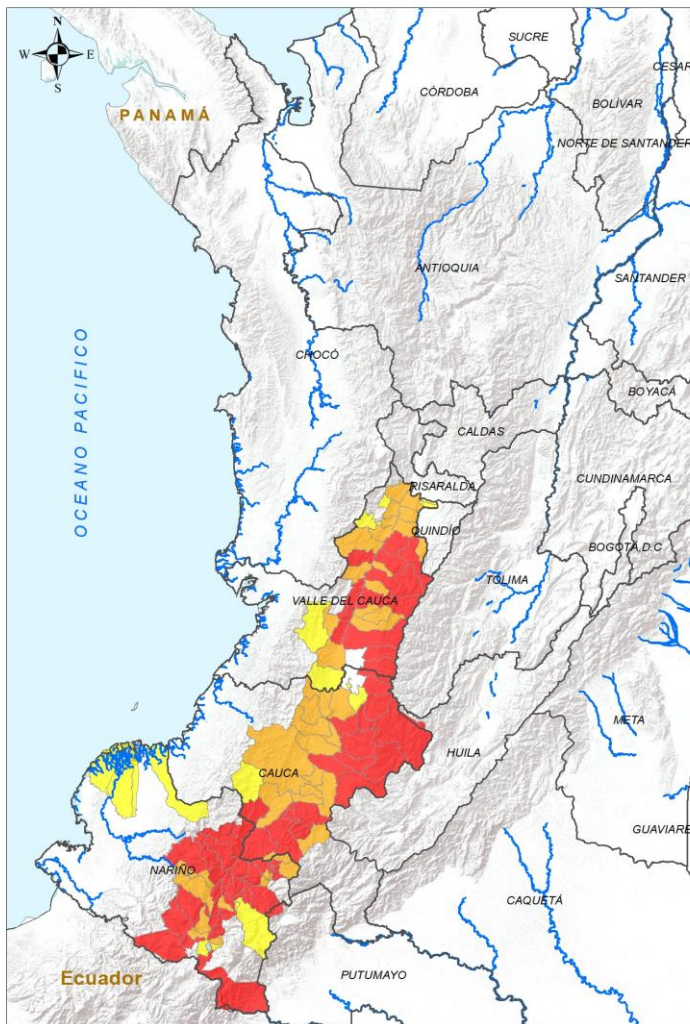 N
W E
S
SUCRE
CESAR
CÓRDOBA
BOLÍVAR
PANAMÁ
NORTE DE SANTANDER
ANTIOQUIA
SANTANDER
OCEANO PACIFICO
CHOCÓ
BOYACÁ
CALDAS
CUNDINAMARCA
RISARALDA
QUINDÍO
BOGOTÁ,D.C
TOLIMA
VALLE DEL CAUCA
META
HUILA
CAUCA
GUAVIARE
NARIÑO
CAQUETÁ
Ecuador
PUTUMAYO